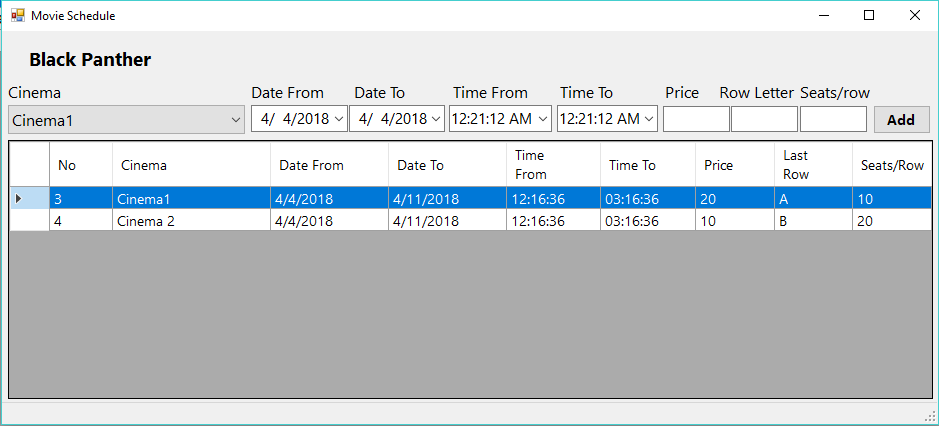 Movie Schedule
Black Panther
Cinema Date From Date To Time From Time To Price Row Letter Seats/row
Cinema1 4/ 4/2018 4/ 4/2018 12:21:12 AM 12:21:12 AM Add
No Cinema Date From Date To Time From Time To Price Last Row Seats/Row
3 Cinema1 4/4/2018 4/11/2018 12:16:36 03:16:36 20 A 10
4 Cinema 2 4/4/2018 4/11/2018 12:16:36 03:16:36 10 B 20